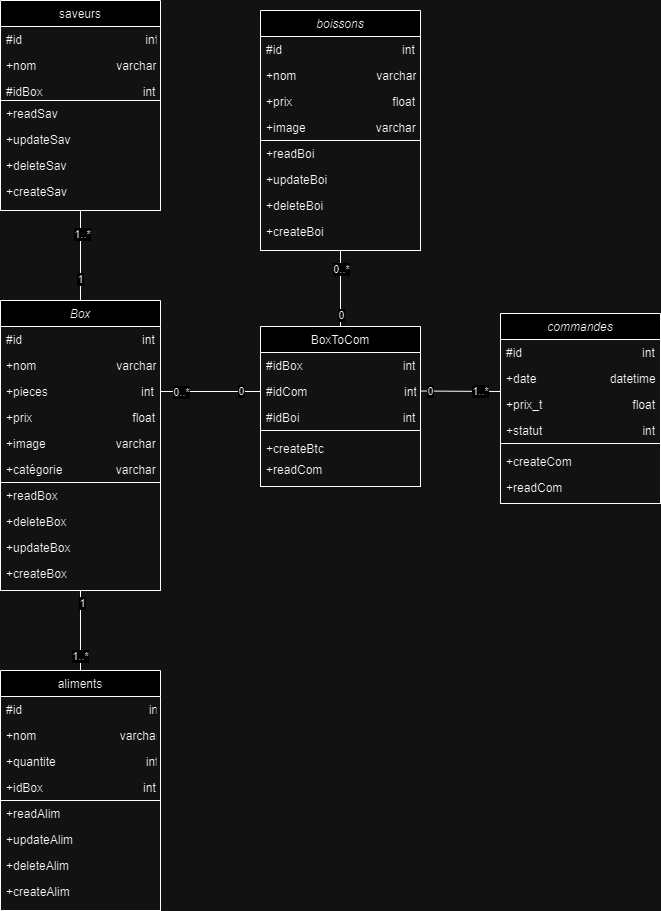 saveurs
#id int
+nom varchar
#idBox int
+readSav
+updateSav
+deleteSav
+createSav
1..*
1
boissons
#id int
+nom varchar
+prix float
+image varchar
+readBoi
+updateBoi
+deleteBoi
+createBoi
0..*
0
Box
#id int
+nom varchar
+pieces int
+prix float
+image varchar
+catégorie varchar
+readBox
+deleteBox
+updateBox
+createBox
0..*
0
BoxToCom
#idBox int
#idCom int
#idBoi int
+createBtc
+readCom
0
1..*
commandes
#id int
+date datetime
+prix_t float
+statut int
+createCom
+readCom
1
1..*
aliments
#id in
+nom varcha
+quantite int
+idBox int
+readAlim
+updateAlim
+deleteAlim
+createAlim